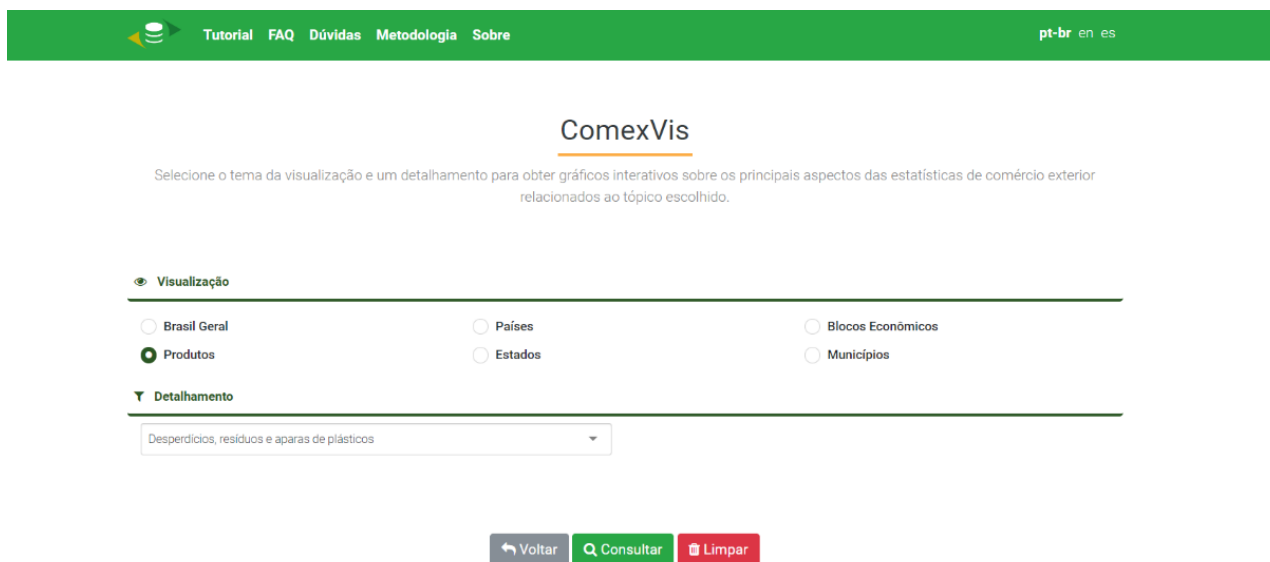 Tutorial FAQ Dúvidas Metodologia Sobre pt-br en es
ComexVis
Selecione o tema da visualização e um detalhamento para obter gráficos interativos sobre os principais aspectos das estatísticas de comércio exterior
relacionados ao tópico escolhido.
Visualização
Brasil Geral Países Blocos Econômicos
Produtos Estados Municípios
Detalhamento
Desperdícios, resíduos e aparas de plásticos
Voltar Consultar Limpar